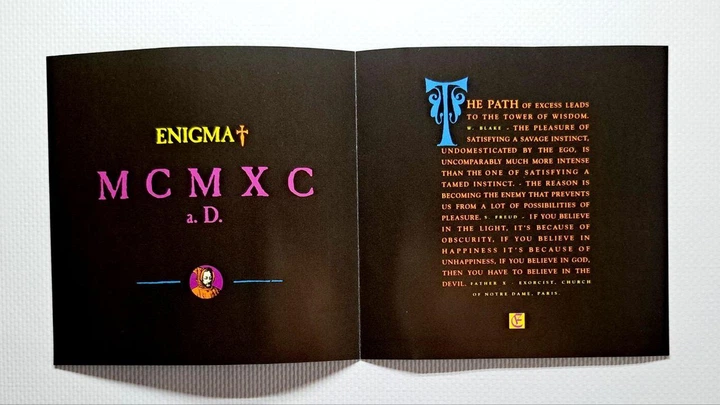 ENIGMA†
MCMXC
a. D.
THE PATH OF EXCESS LEADS
TO THE TOWER OF WISDOM.
W. BLAKE - THE PLEASURE OF
SATISFYING A SAVAGE INSTINCT,
UNDOMESTICATED BY THE EGO, IS
UNCOMPARABLY MUCH MORE INTENSE
THAN THE ONE OF SATISFYING A
TAMED INSTINCT. - THE REASON IS
BECOMING THE ENEMY THAT PREVENTS
US FROM A LOT OF POSSIBILITIES OF
PLEASURE. S. FREUD - IF YOU BELIEVE
IN THE LIGHT, IT'S BECAUSE OF
OBSCURITY, IF YOU BELIEVE IN
HAPPINESS IT'S BECAUSE OF
UNHAPPINESS, IF YOU BELIEVE IN GOD,
THEN YOU HAVE TO BELIEVE IN THE
DEVIL. FATHER X - EXORCIST, CHURCH
OF NOTRE DAME, PARIS.